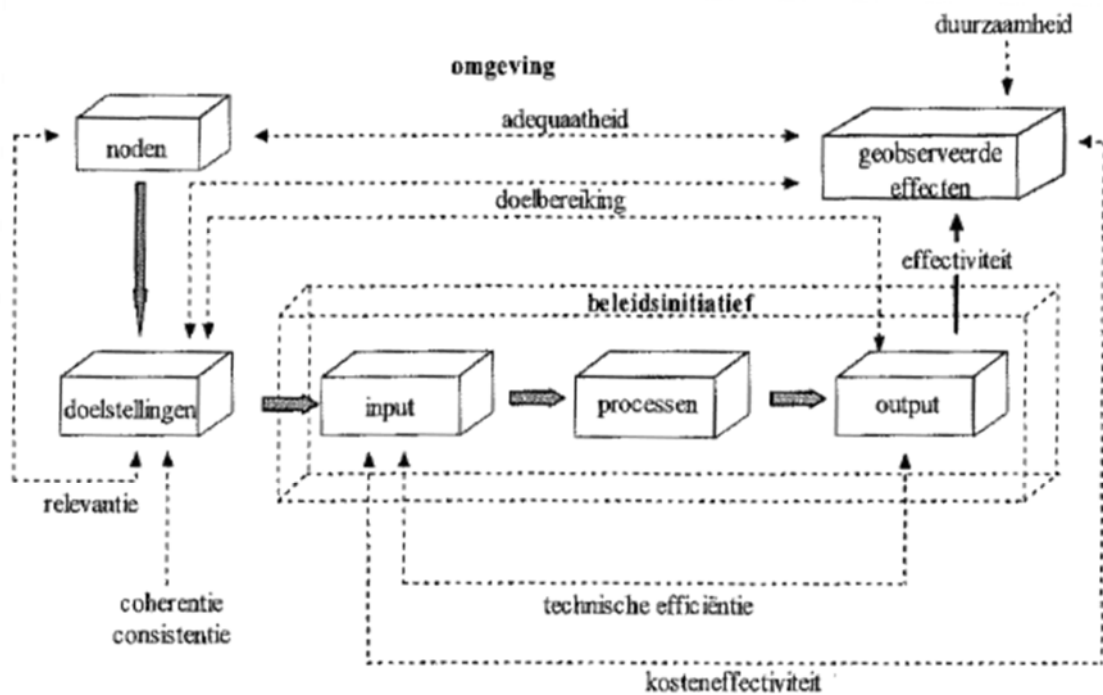 duurzaamheid
omgeving
adequaatheid
noden
geobserveerde
effecten
doelbereiking
effectiviteit
beleidsinitiatief
doelstellingen
input
processen
output
relevantie
coherentie
consistentie
technische efficiëntie
kosteneffectiviteit